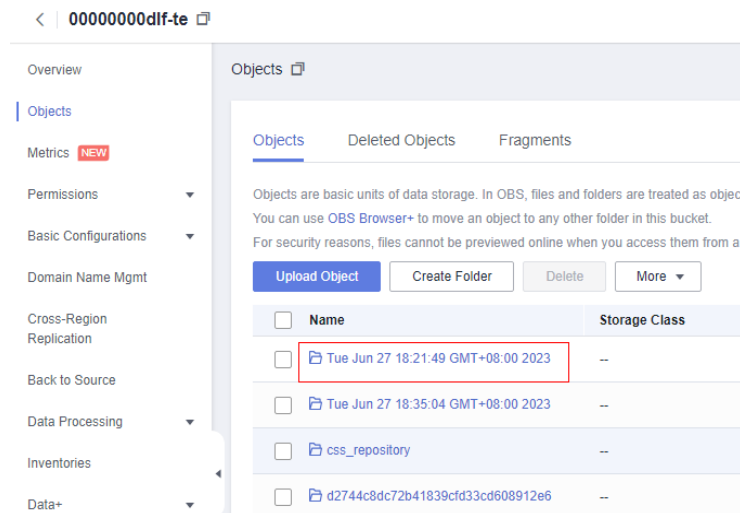 00000000dlf-te
Overview
Objects
Metrics NEW
Permissions
Basic Configurations
Domain Name Mgmt
Cross-Region
Replication
Back to Source
Data Processing
Inventories
Data+
Objects
Objects
Deleted Objects
Fragments
Objects are basic units of data storage. In OBS, files and folders are treated as objec
You can use OBS Browser+ to move an object to any other folder in this bucket.
For security reasons, files cannot be previewed online when you access them from a
Upload Object
Create Folder
Delete
More
Name
Storage Class
Tue Jun 27 18:21:49 GMT+08:00 2023 --
Tue Jun 27 18:35:04 GMT+08:00 2023 --
css_repository --
d2744c8dc72b41839cfd33cd608912e6 --